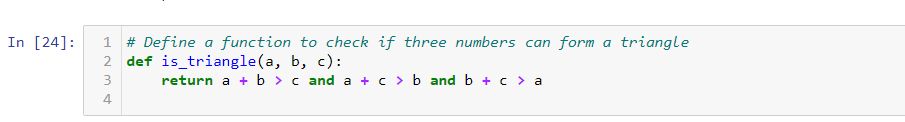 In [24]:
1 # Define a function to check if three numbers can form a triangle
2 def is_triangle(a, b, c):
3     return a + b > c and a + c > b and b + c > a
4